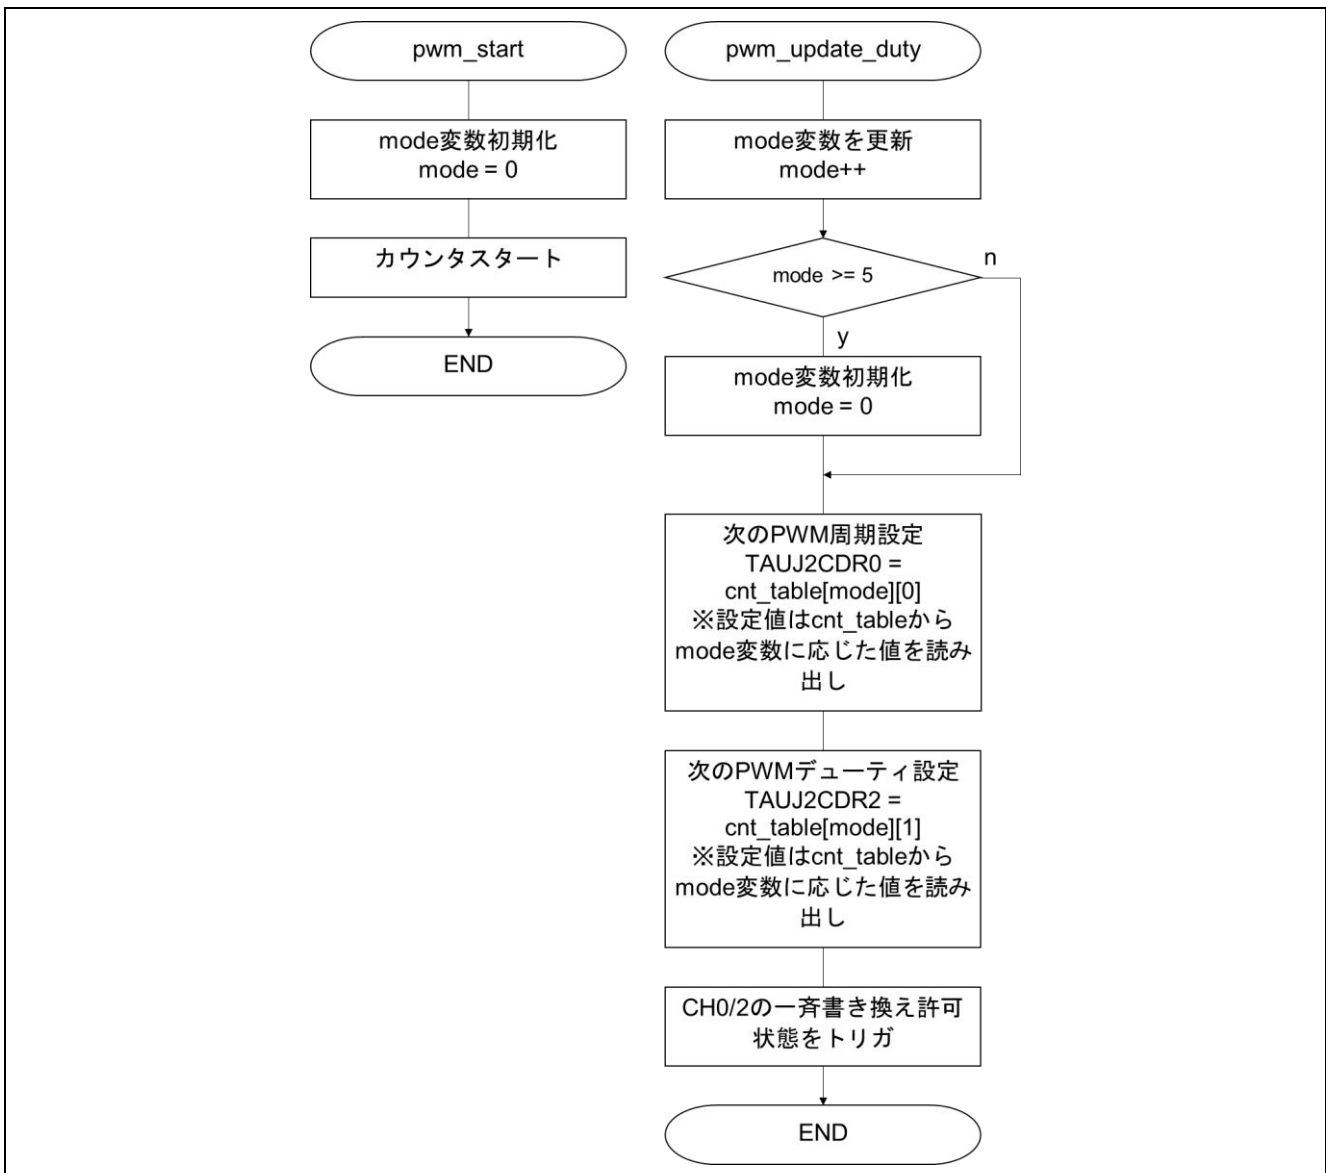 pwm_start
mode変数初期化
mode = 0
カウンタスタート
END
pwm_update_duty
mode変数を更新
mode++
mode >= 5
n
y
mode変数初期化
mode = 0
次のPWM周期設定
TAUJ2CDR0 =
cnt_table[mode][0]
※設定値はcnt_tableから
mode変数に応じた値を読み
出し
次のPWMデューティ設定
TAUJ2CDR2 =
cnt_table[mode][1]
※設定値はcnt_tableから
mode変数に応じた値を読み
出し
CH0/2の一斉書き換え許可
状態をトリガ
END